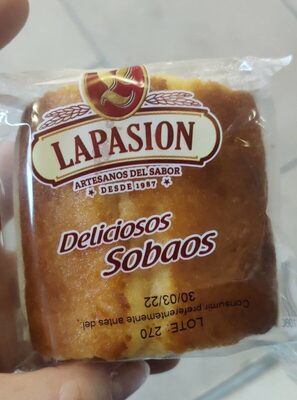 LAPASION
ARTESANOS DEL SABOR
DESDE 1987
Deliciosos
Sobaos
Consumir preferentemente antes del:
30/03/22
LOTE: 270